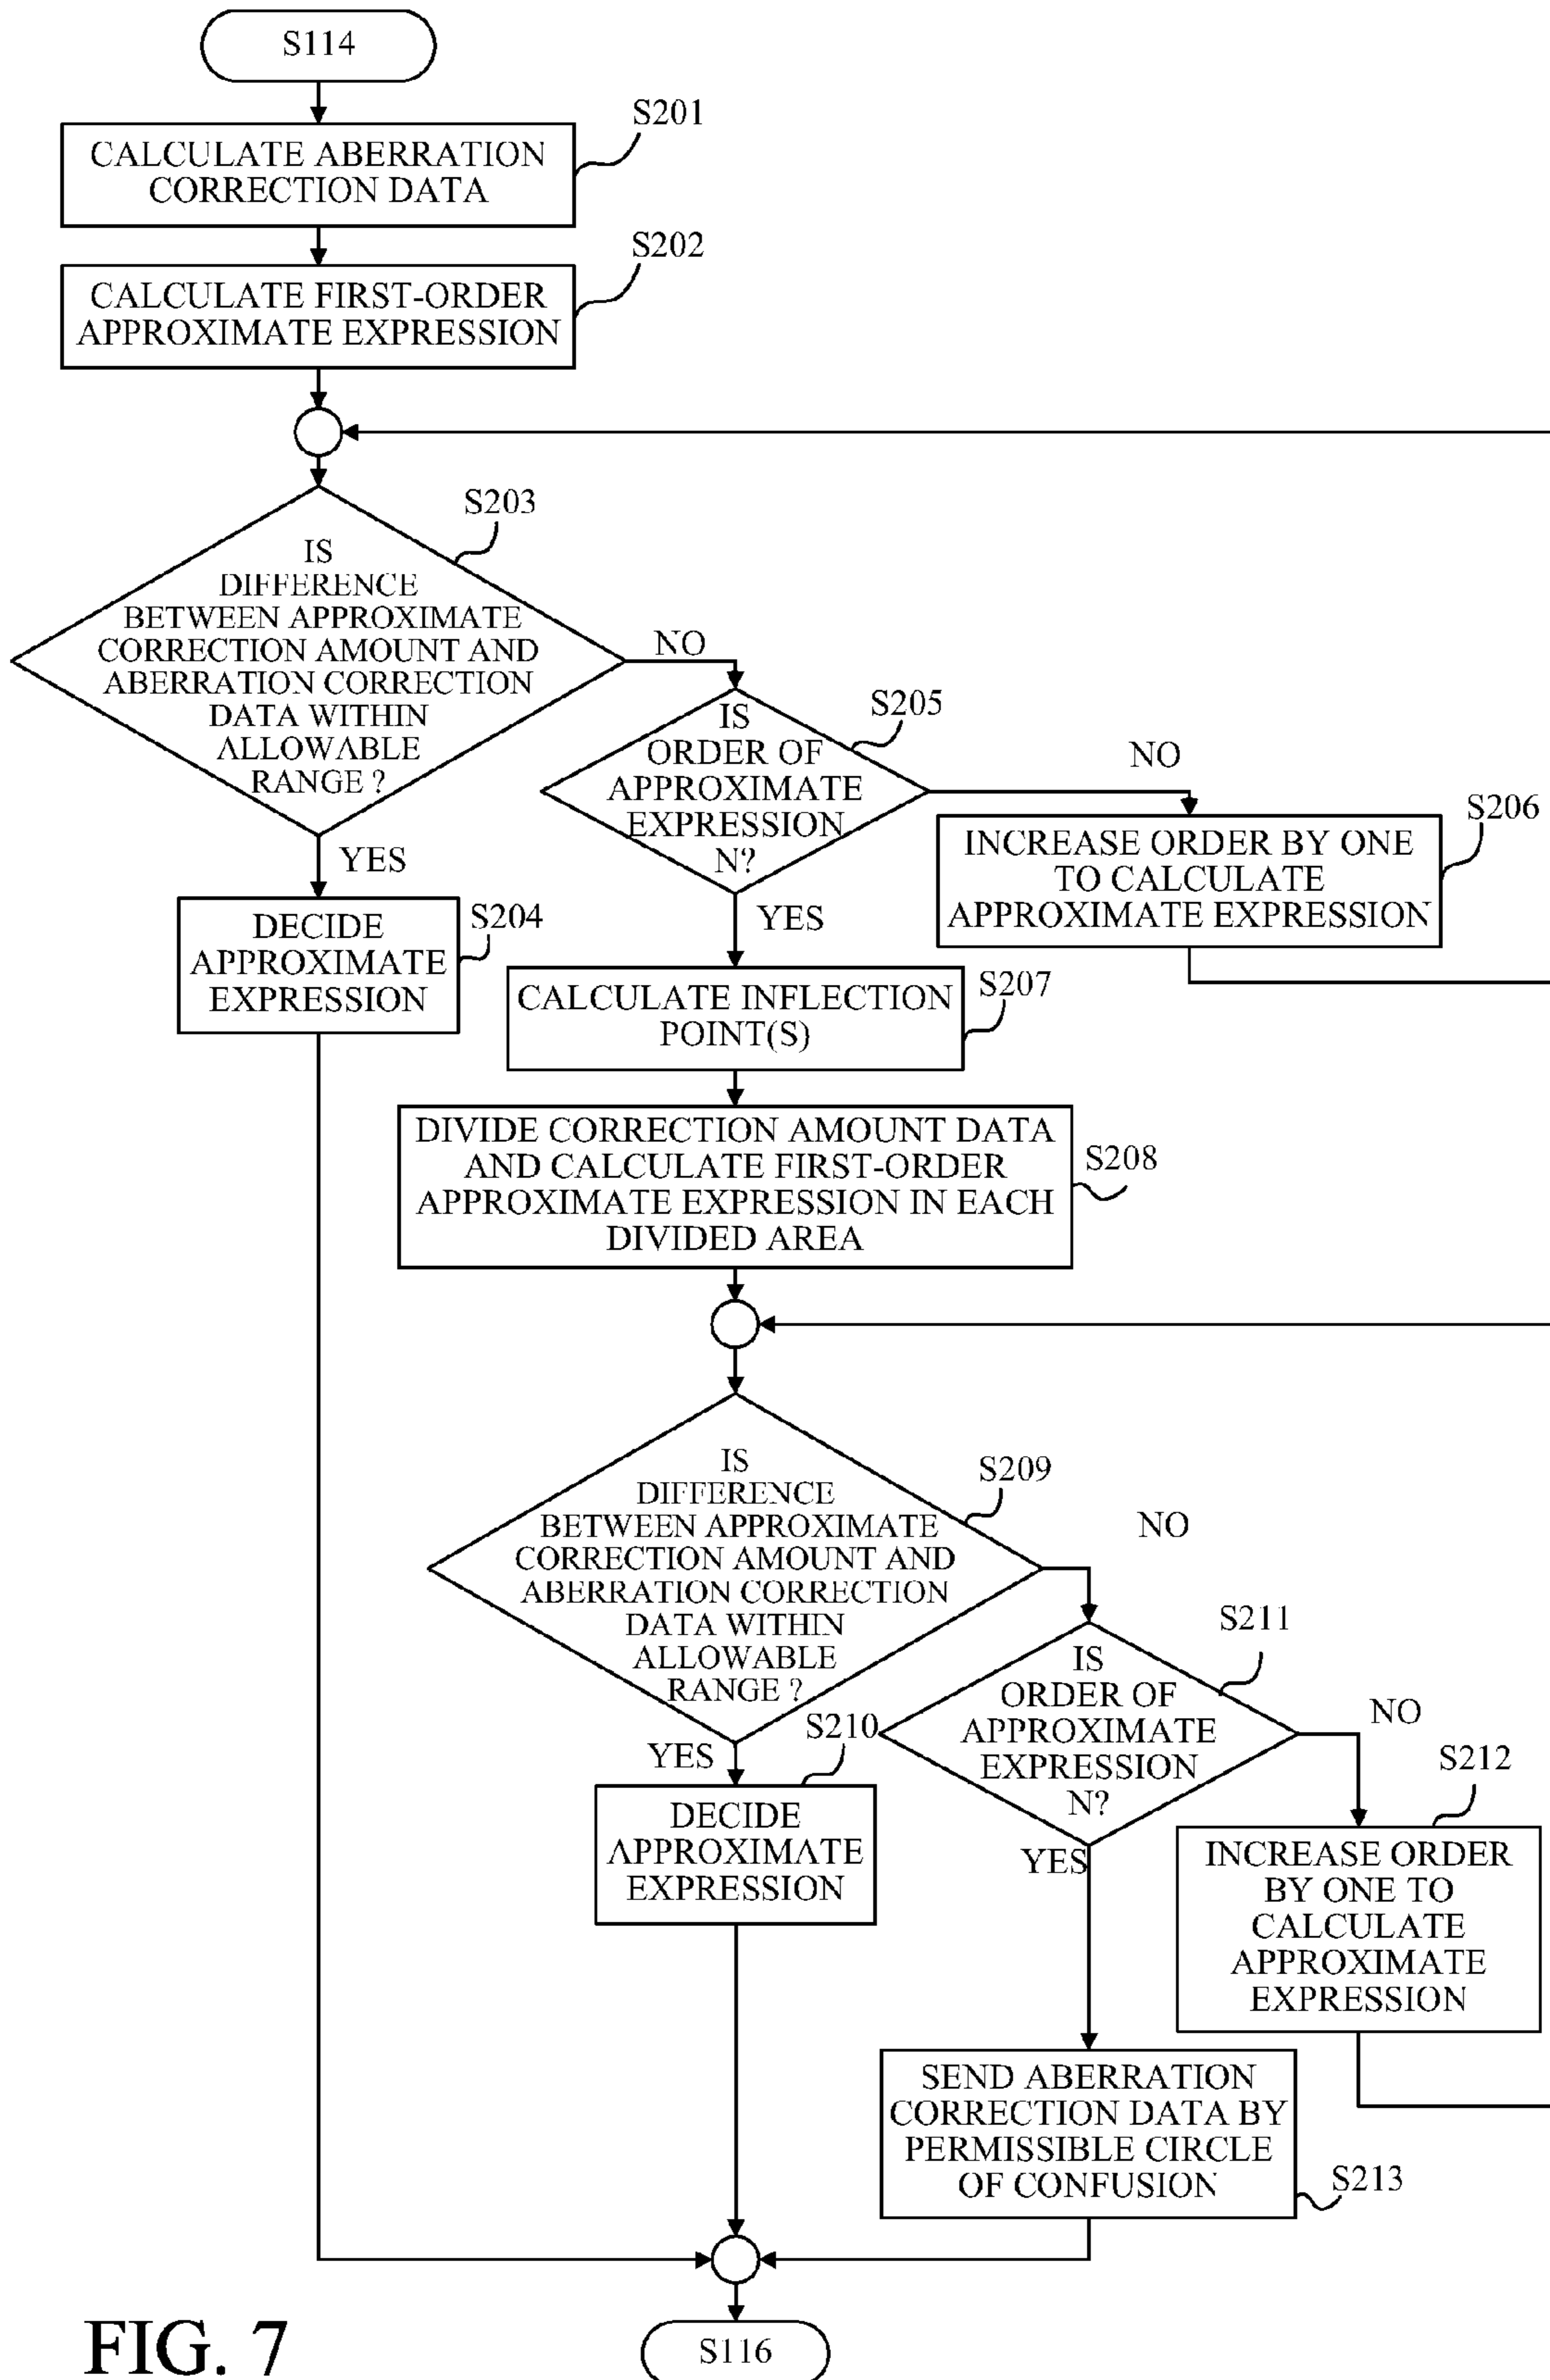 S114
S201
CALCULATE ABERRATION
CORRECTION DATA
S202
CALCULATE FIRST-ORDER
APPROXIMATE EXPRESSION
S203
IS
DIFFERENCE
BETWEEN APPROXIMATE
CORRECTION AMOUNT AND
ABERRATION CORRECTION
DATA WITHIN
ALLOWABLE
RANGE ?
NO
YES
S204
DECIDE
APPROXIMATE
EXPRESSION
S205
IS
ORDER OF
APPROXIMATE
EXPRESSION
N?
NO
YES
S206
INCREASE ORDER BY ONE
TO CALCULATE
APPROXIMATE EXPRESSION
S207
CALCULATE INFLECTION
POINT(S)
S208
DIVIDE CORRECTION AMOUNT DATA
AND CALCULATE FIRST-ORDER
APPROXIMATE EXPRESSION IN EACH
DIVIDED AREA
S209
IS
DIFFERENCE
BETWEEN APPROXIMATE
CORRECTION AMOUNT AND
ABERRATION CORRECTION
DATA WITHIN
ALLOWABLE
RANGE ?
NO
YES
S210
DECIDE
APPROXIMATE
EXPRESSION
S211
IS
ORDER OF
APPROXIMATE
EXPRESSION
N?
NO
YES
S212
INCREASE ORDER
BY ONE TO
CALCULATE
APPROXIMATE
EXPRESSION
SEND ABERRATION
CORRECTION DATA BY
PERMISSIBLE CIRCLE
OF CONFUSION
S213
S116
FIG. 7